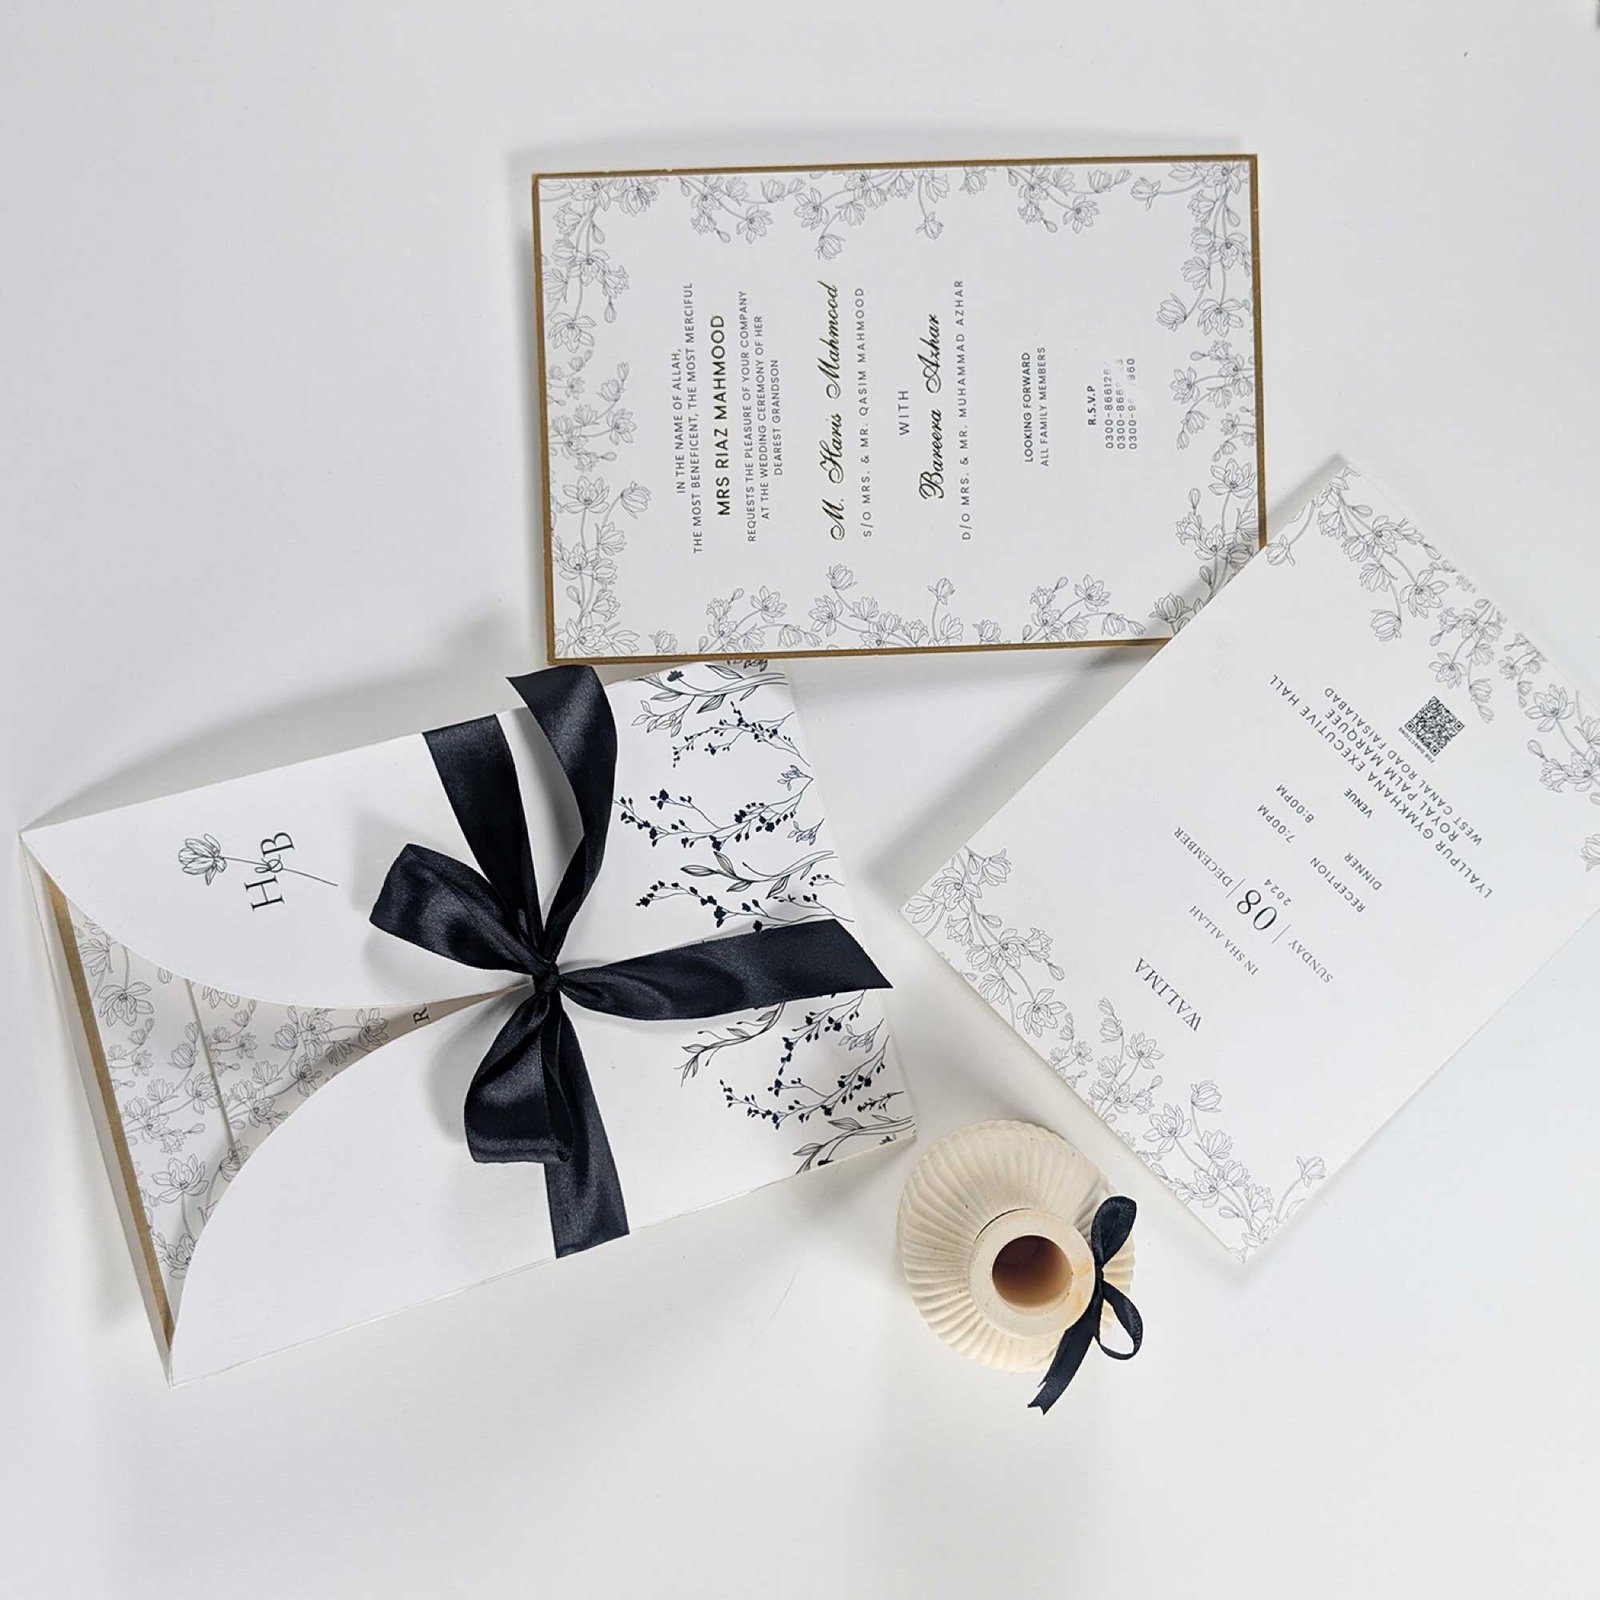 IN THE NAME OF ALLAH,
THE MOST BENEFICENT, THE MOST MERCIFUL
MRS RIAZ MAHMOOD
REQUESTS THE PLEASURE OF YOUR COMPANY
AT THE WEDDING CEREMONY OF HER
DEAREST GRANDSON
M. Haris Mahmood
S/O MRS. & MR. QASIM MAHMOOD
WITH
Bareera Azhar
D/O MRS. & MR. MUHAMMAD AZHAR
LOOKING FORWARD
ALL FAMILY MEMBERS
R.S.V.P
H&B
WALIMA
IN SHA ALLAH
SUNDAY | 08 | DECEMBER
2024
RECEPTION 7:00PM
DINNER 8:00PM
VENUE
LYALLPUR GYMKHANA EXECUTIVE HALL
ROYAL PALM MARQUEE
WEST CANAL ROAD FAISALABAD